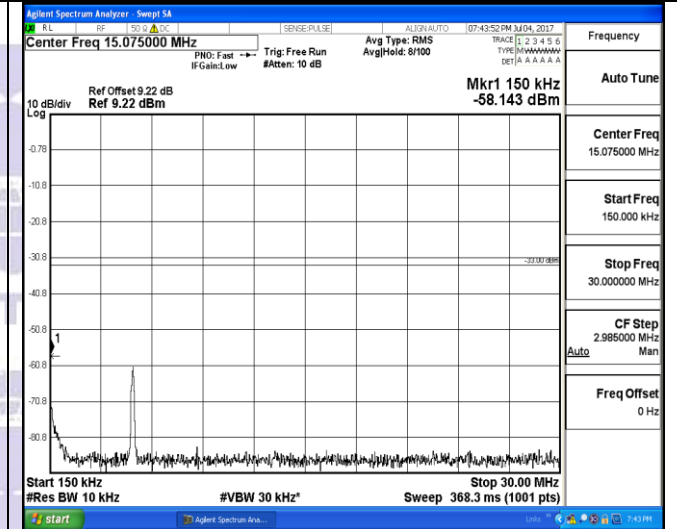 Agilent Spectrum Analyzer - Swept SA
RL RF 50 Ω DC SENSE:PULSE ALIGN AUTO 07:43:52 PM Jul 04, 2017
Center Freq 15.075000 MHz
PNO: Fast
IFGain:Low
Trig: Free Run
#Atten: 10 dB
Avg Type: RMS
Avg|Hold: 8/100
TRACE 1 2 3 4 5 6
TYPE M W W W W W
DET A A A A A A
Mkr1 150 kHz
-58.143 dBm
Ref Offset 9.22 dB
10 dB/div Ref 9.22 dBm
Log
-0.78
-10.8
-20.8
-30.8
-33.00 dBm
-40.8
-50.8
1
-60.8
-70.8
-80.8
Start 150 kHz Stop 30.00 MHz
#Res BW 10 kHz #VBW 30 kHz* Sweep 368.3 ms (1001 pts)
Frequency
Auto Tune
Center Freq
15.075000 MHz
Start Freq
150.000 kHz
Stop Freq
30.000000 MHz
CF Step
2.985000 MHz
Auto Man
Freq Offset
0 Hz
start Agilent Spectrum Ana... Links » 7:43 PM